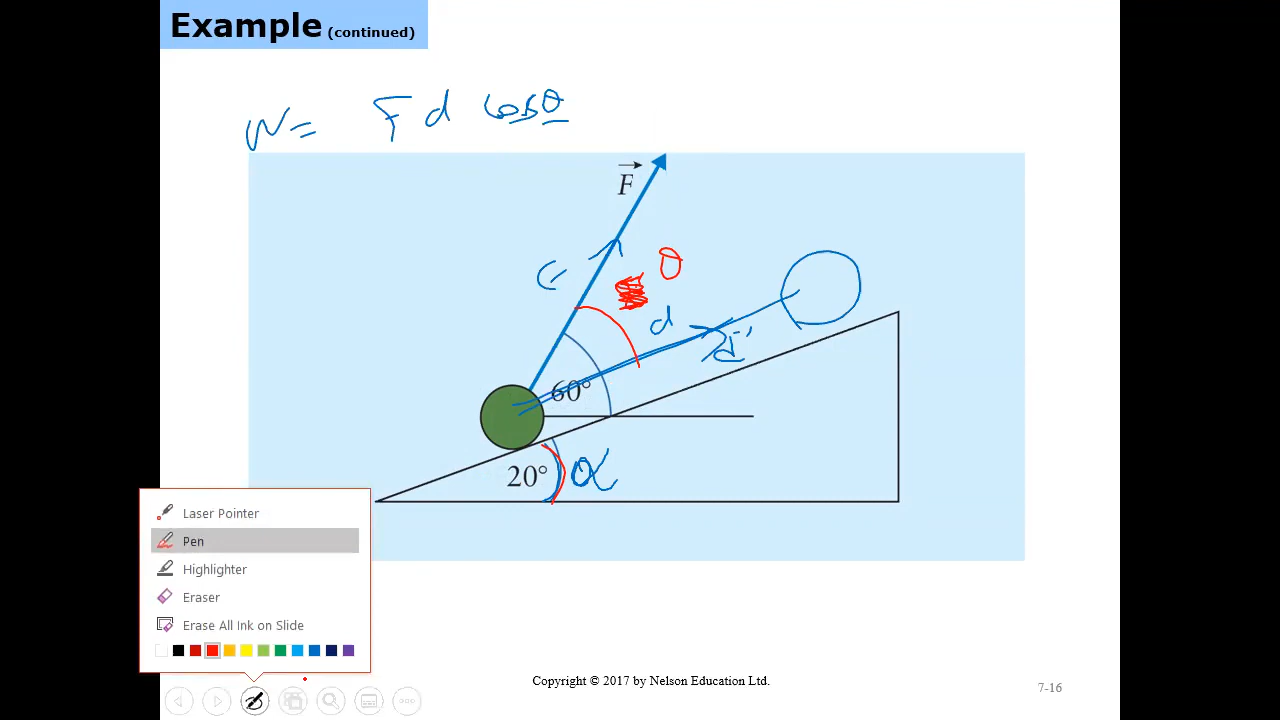 Example (continued)
W = F d cosθ
F
F
θ
d
d
60°
20° α
Laser Pointer
Pen
Highlighter
Eraser
Erase All Ink on Slide
Copyright © 2017 by Nelson Education Ltd.
7-16